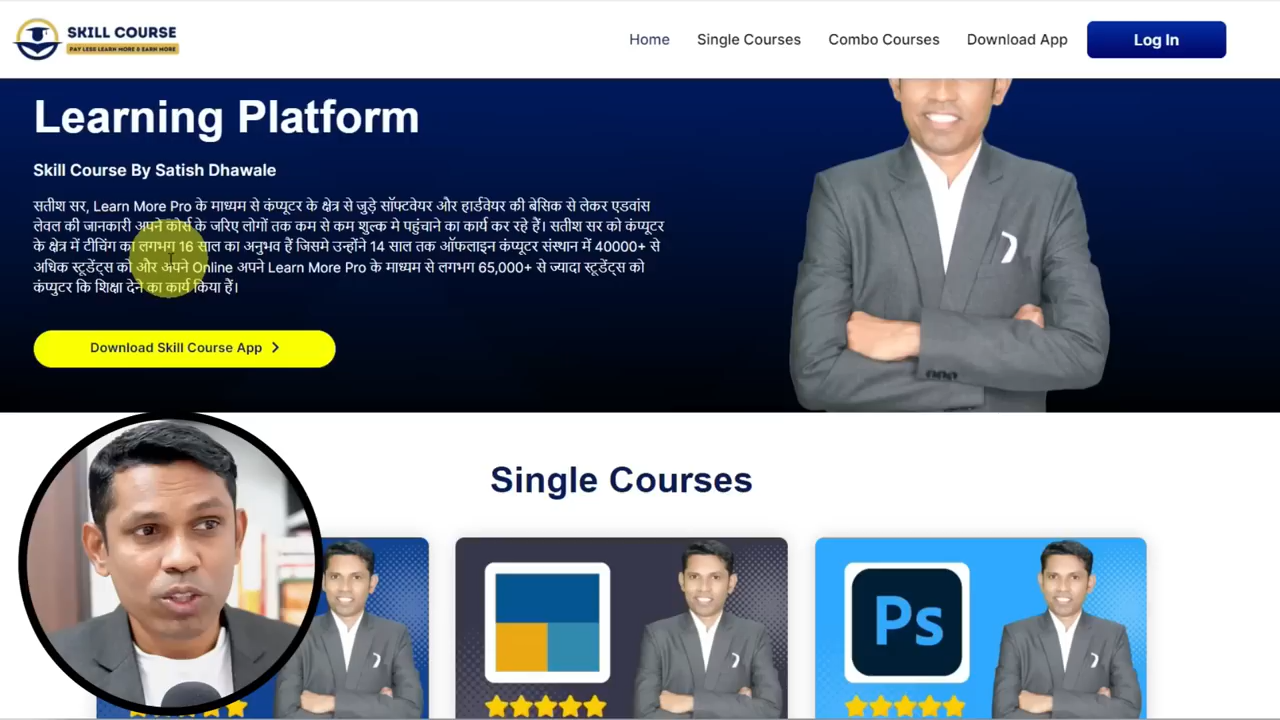 SKILL COURSE
PAY LESS LEARN MORE & EARN MORE
Home
Single Courses
Combo Courses
Download App
Log In
Learning Platform
Skill Course By Satish Dhawale
सतीश सर, Learn More Pro के माध्यम से कंप्यूटर के क्षेत्र से जुड़े सॉफ्टवेयर और हार्डवेयर की बेसिक से लेकर एडवांस
लेवल की जानकारी अपने कोर्स के जरिए लोगों तक कम से कम शुल्क मे पहुंचाने का कार्य कर रहे हैं। सतीश सर को कंप्यूटर
के क्षेत्र में टीचिंग का लगभग 16 साल का अनुभव हैं जिसमे उन्होंने 14 साल तक ऑफलाइन कंप्यूटर संस्थान में 40000+ से
अधिक स्टूडेंट्स को और अपने Online अपने Learn More Pro के माध्यम से लगभग 65,000+ से ज्यादा स्टूडेंट्स को
कंप्युटर कि शिक्षा देने का कार्य किया हैं।
Download Skill Course App
Single Courses
Ps